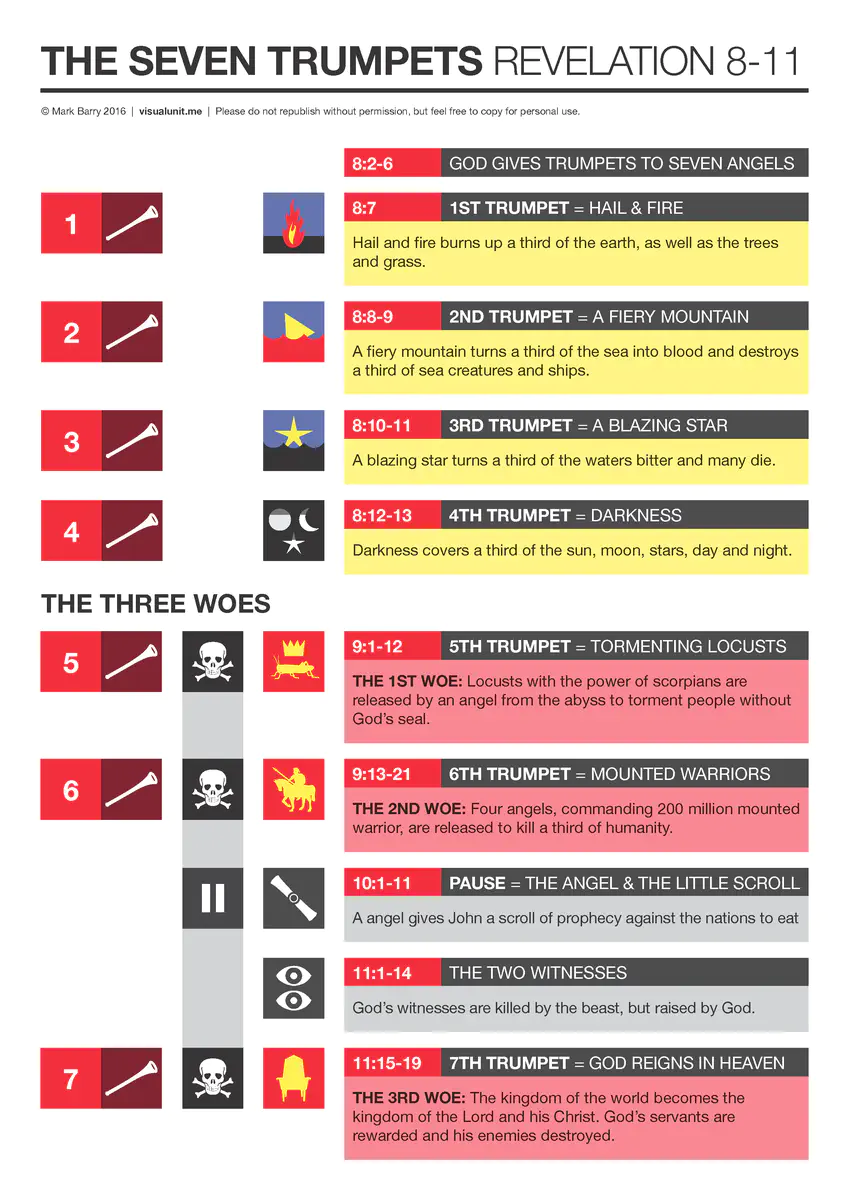 THE SEVEN TRUMPETS REVELATION 8-11
© Mark Barry 2016 | visualunit.me | Please do not republish without permission, but feel free to copy for personal use.
8:2-6 GOD GIVES TRUMPETS TO SEVEN ANGELS
1
8:7 1ST TRUMPET = HAIL & FIRE
Hail and fire burns up a third of the earth, as well as the trees
and grass.
2
8:8-9 2ND TRUMPET = A FIERY MOUNTAIN
A fiery mountain turns a third of the sea into blood and destroys
a third of sea creatures and ships.
3
8:10-11 3RD TRUMPET = A BLAZING STAR
A blazing star turns a third of the waters bitter and many die.
4
8:12-13 4TH TRUMPET = DARKNESS
Darkness covers a third of the sun, moon, stars, day and night.
THE THREE WOES
5
9:1-12 5TH TRUMPET = TORMENTING LOCUSTS
THE 1ST WOE: Locusts with the power of scorpians are
released by an angel from the abyss to torment people without
God's seal.
6
9:13-21 6TH TRUMPET = MOUNTED WARRIORS
THE 2ND WOE: Four angels, commanding 200 million mounted
warrior, are released to kill a third of humanity.
10:1-11 PAUSE = THE ANGEL & THE LITTLE SCROLL
A angel gives John a scroll of prophecy against the nations to eat
11:1-14 THE TWO WITNESSES
God's witnesses are killed by the beast, but raised by God.
7
11:15-19 7TH TRUMPET = GOD REIGNS IN HEAVEN
THE 3RD WOE: The kingdom of the world becomes the
kingdom of the Lord and his Christ. God's servants are
rewarded and his enemies destroyed.